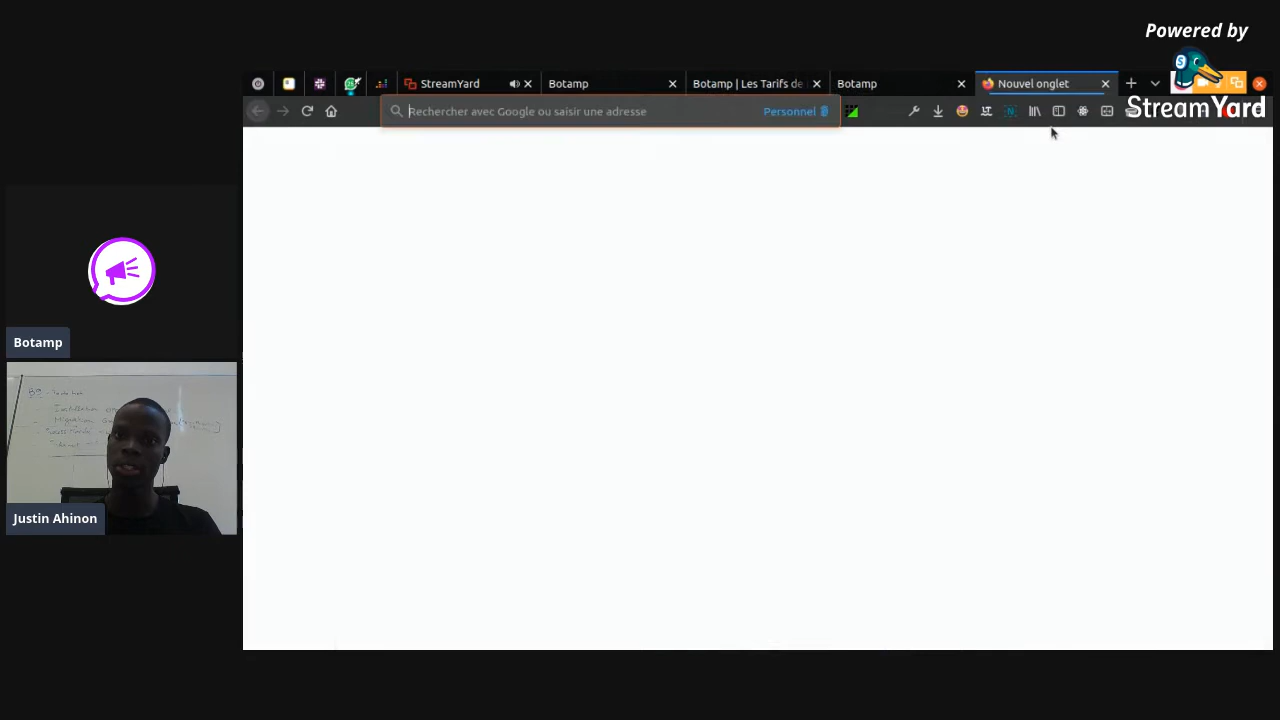 Powered by
StreamYard
StreamYard
Botamp
Botamp | Les Tarifs de
Botamp
Nouvel onglet
Rechercher avec Google ou saisir une adresse
Personnel
Botamp
Justin Ahinon